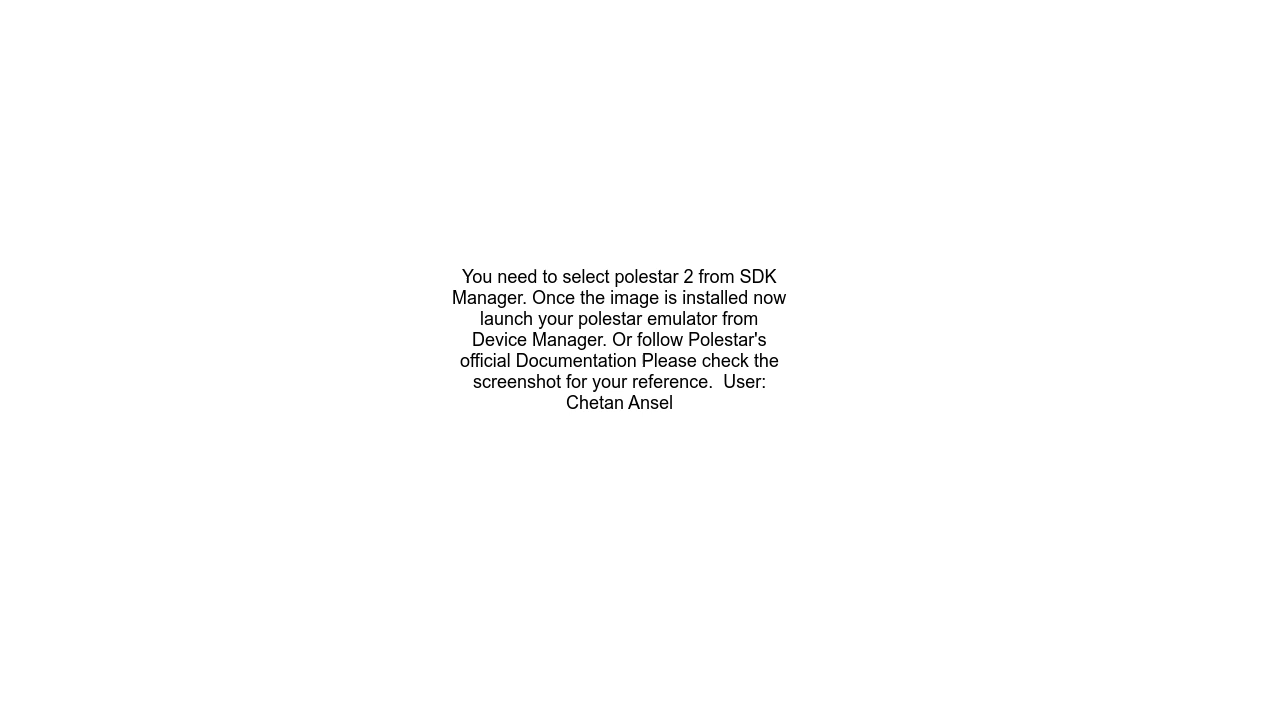 You need to select polestar 2 from SDK
Manager. Once the image is installed now
launch your polestar emulator from
Device Manager. Or follow Polestar's
official Documentation Please check the
screenshot for your reference.  User:
Chetan Ansel